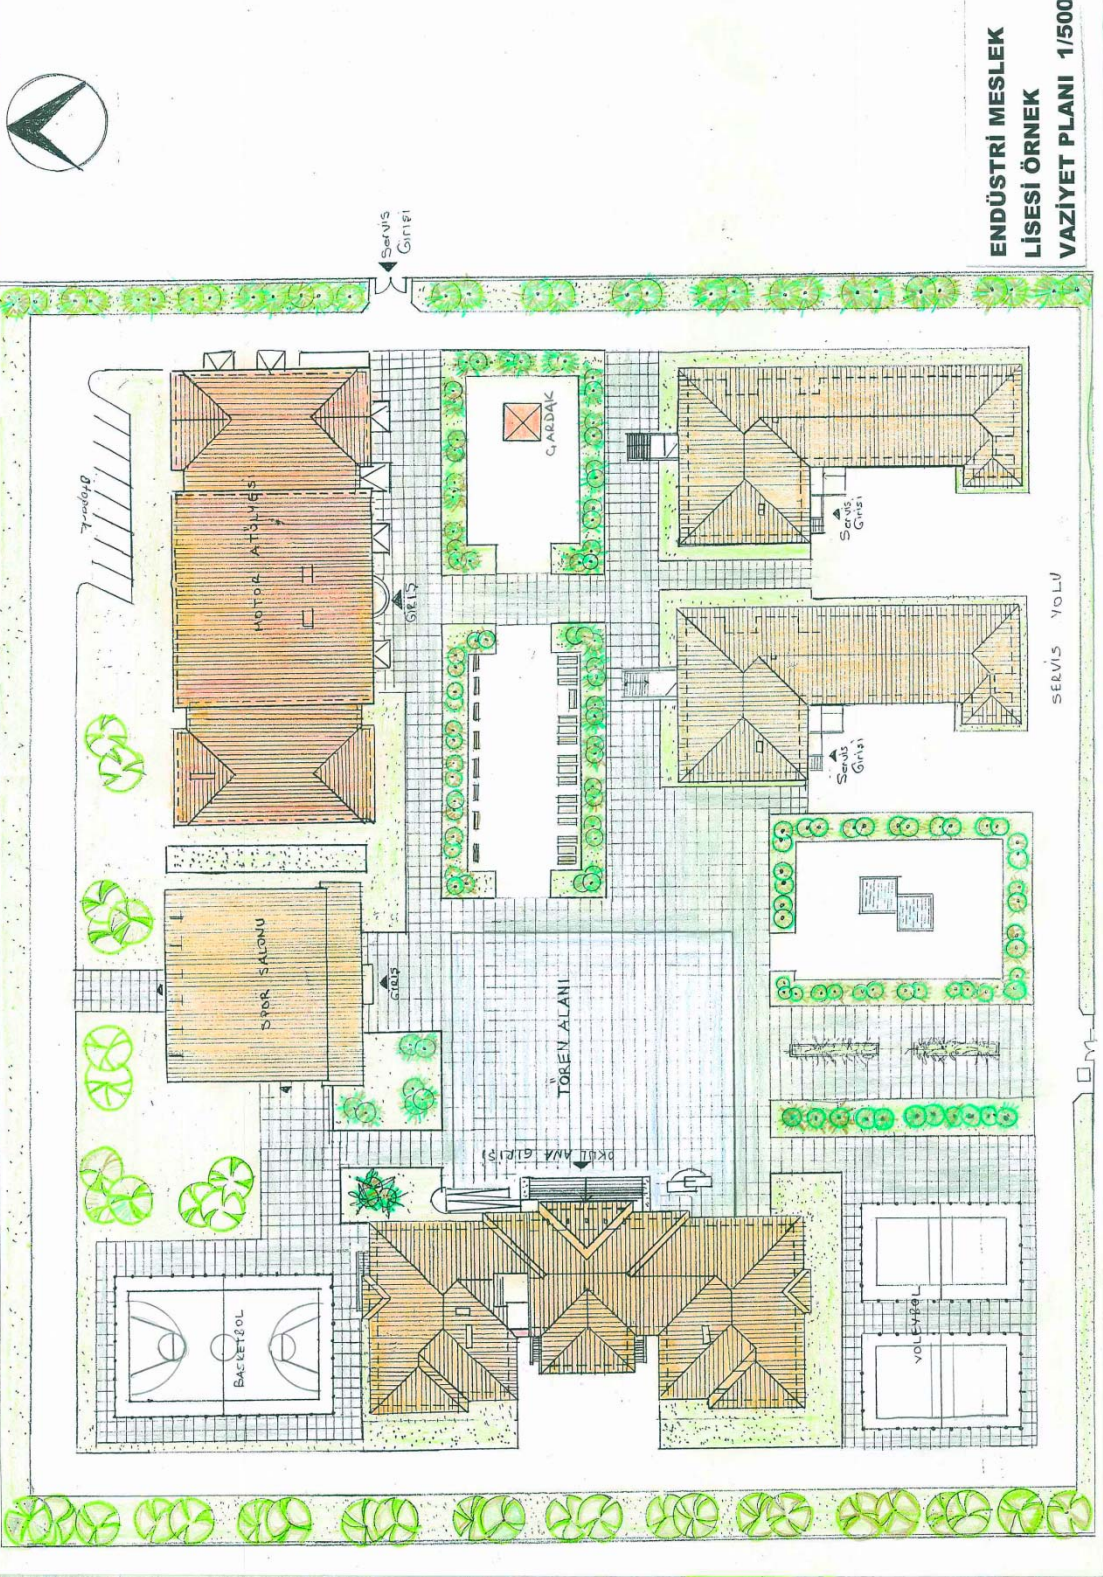 ENDÜSTRİ MESLEK
LİSESİ ÖRNEK
VAZİYET PLANI 1/500
Servis
Girişi
Otopark
MOTOR ATÖLYESİ
GİRİŞ
ÇARDAK
Servis
Girişi
Servis
Girişi
SERVİS YOLU
SPOR SALONU
GİRİŞ
TÖREN ALANI
OKUL ANA GİRİŞİ
BASKETBOL
VOLEYBOL